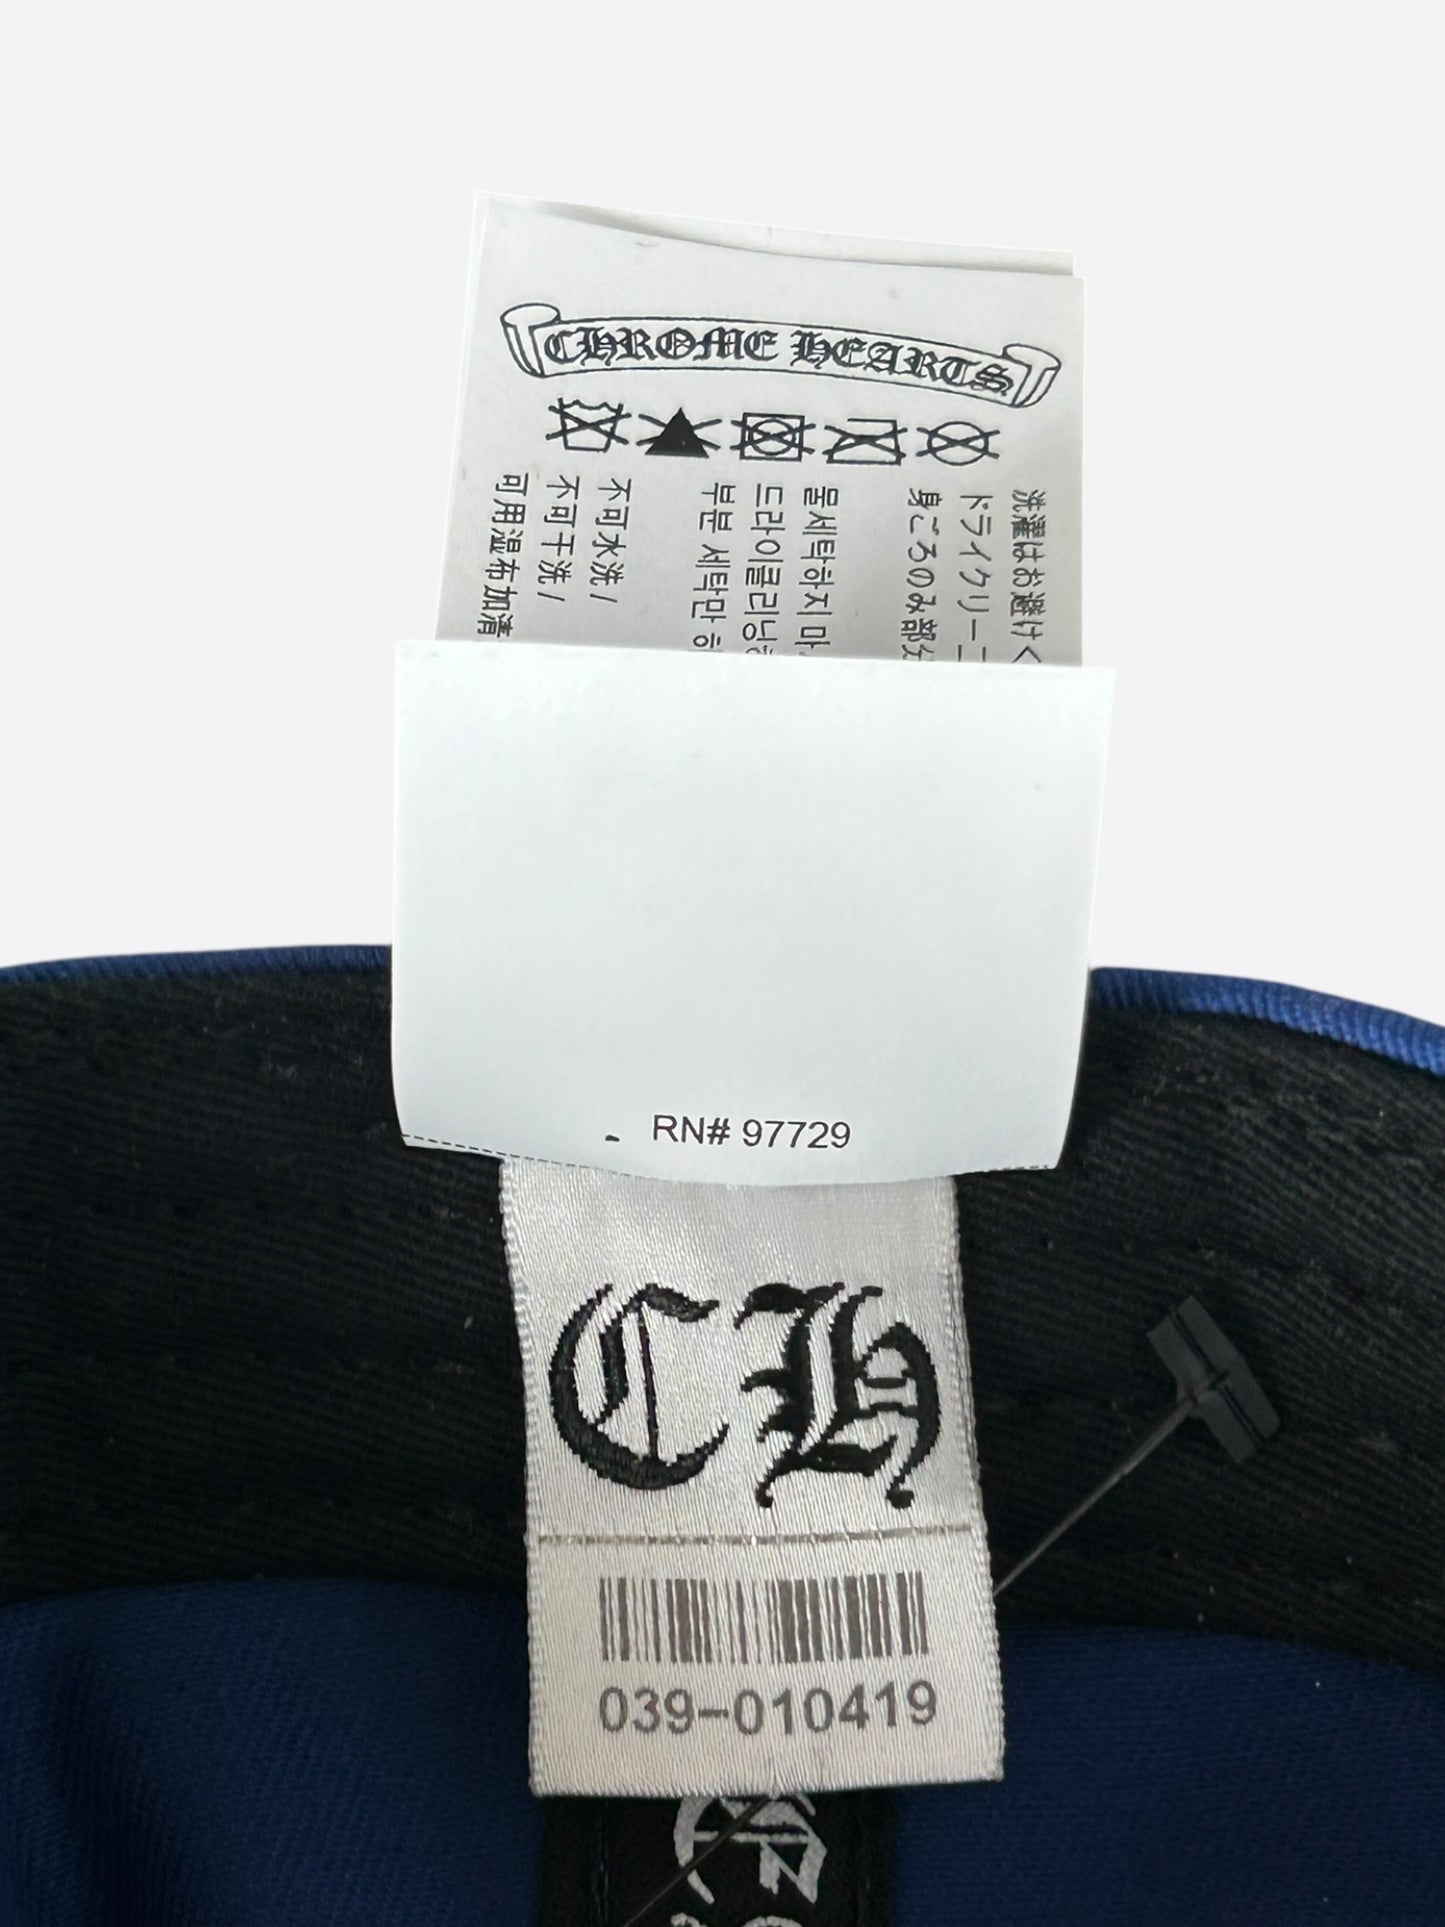 CHROME HEARTS
洗濯はお避けく
ドライクリーニ
身ごろのみ部分
물세탁하지 마
드라이클리닝
부분 세탁만 하
不可水洗 /
不可干洗 /
可用湿布加清
RN# 97729
CH
039-010419